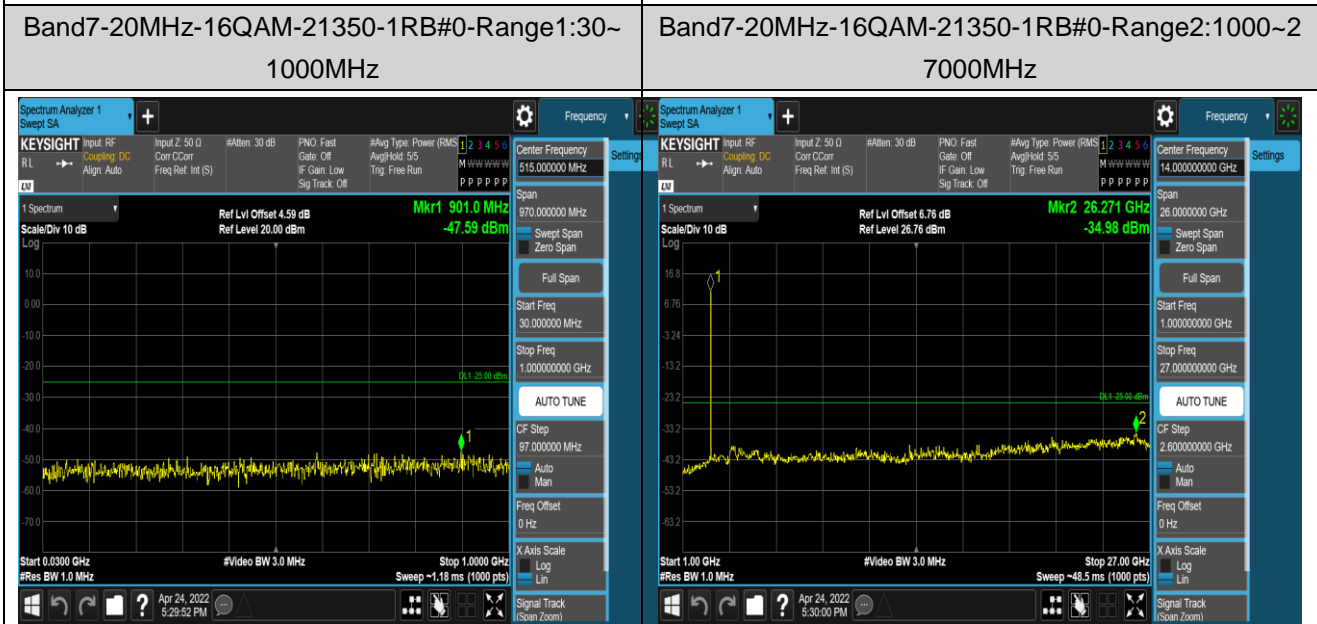 Band7-20MHz-16QAM-21350-1RB#0-Range1:30~
1000MHz
Band7-20MHz-16QAM-21350-1RB#0-Range2:1000~2
7000MHz
Spectrum Analyzer 1
Swept SA
+
Frequency
KEYSIGHT
RL
LXI
Input: RF
Coupling: DC
Align: Auto
Input Z: 50 Ω
Corr CCorr
Freq Ref: Int (S)
#Atten: 30 dB
PNO: Fast
Gate: Off
IF Gain: Low
Sig Track: Off
#Avg Type: Power (RMS
Avg|Hold: 5/5
Trig: Free Run
1 2 3 4 5 6
M W W W W W
P P P P P P
Center Frequency
515.000000 MHz
Settings
1 Spectrum
Scale/Div 10 dB
Log
Ref Lvl Offset 4.59 dB
Ref Level 20.00 dBm
Mkr1 901.0 MHz
-47.59 dBm
Span
970.000000 MHz
Swept Span
Zero Span
Full Span
Start Freq
30.000000 MHz
Stop Freq
1.000000000 GHz
AUTO TUNE
CF Step
97.000000 MHz
Auto
Man
Freq Offset
0 Hz
X Axis Scale
Log
Lin
Signal Track
(Span Zoom)
10.0
0.00
-10.0
-20.0
DL1 -25.00 dBm
-30.0
-40.0
1
-50.0
-60.0
-70.0
Start 0.0300 GHz
#Res BW 1.0 MHz
#Video BW 3.0 MHz
Stop 1.0000 GHz
Sweep ~1.18 ms (1000 pts)
?
Apr 24, 2022
5:29:52 PM
Spectrum Analyzer 1
Swept SA
+
Frequency
KEYSIGHT
RL
LXI
Input: RF
Coupling: DC
Align: Auto
Input Z: 50 Ω
Corr CCorr
Freq Ref: Int (S)
#Atten: 30 dB
PNO: Fast
Gate: Off
IF Gain: Low
Sig Track: Off
#Avg Type: Power (RMS
Avg|Hold: 5/5
Trig: Free Run
1 2 3 4 5 6
M W W W W W
P P P P P P
Center Frequency
14.000000000 GHz
Settings
1 Spectrum
Scale/Div 10 dB
Log
Ref Lvl Offset 6.76 dB
Ref Level 26.76 dBm
Mkr2 26.271 GHz
-34.98 dBm
Span
26.0000000 GHz
Swept Span
Zero Span
Full Span
Start Freq
1.000000000 GHz
Stop Freq
27.000000000 GHz
AUTO TUNE
CF Step
2.600000000 GHz
Auto
Man
Freq Offset
0 Hz
X Axis Scale
Log
Lin
Signal Track
(Span Zoom)
16.8
1
6.76
-3.24
-13.2
-23.2
DL1 -25.00 dBm
2
-33.2
-43.2
-53.2
-63.2
Start 1.00 GHz
#Res BW 1.0 MHz
#Video BW 3.0 MHz
Stop 27.00 GHz
Sweep ~48.5 ms (1000 pts)
?
Apr 24, 2022
5:30:00 PM